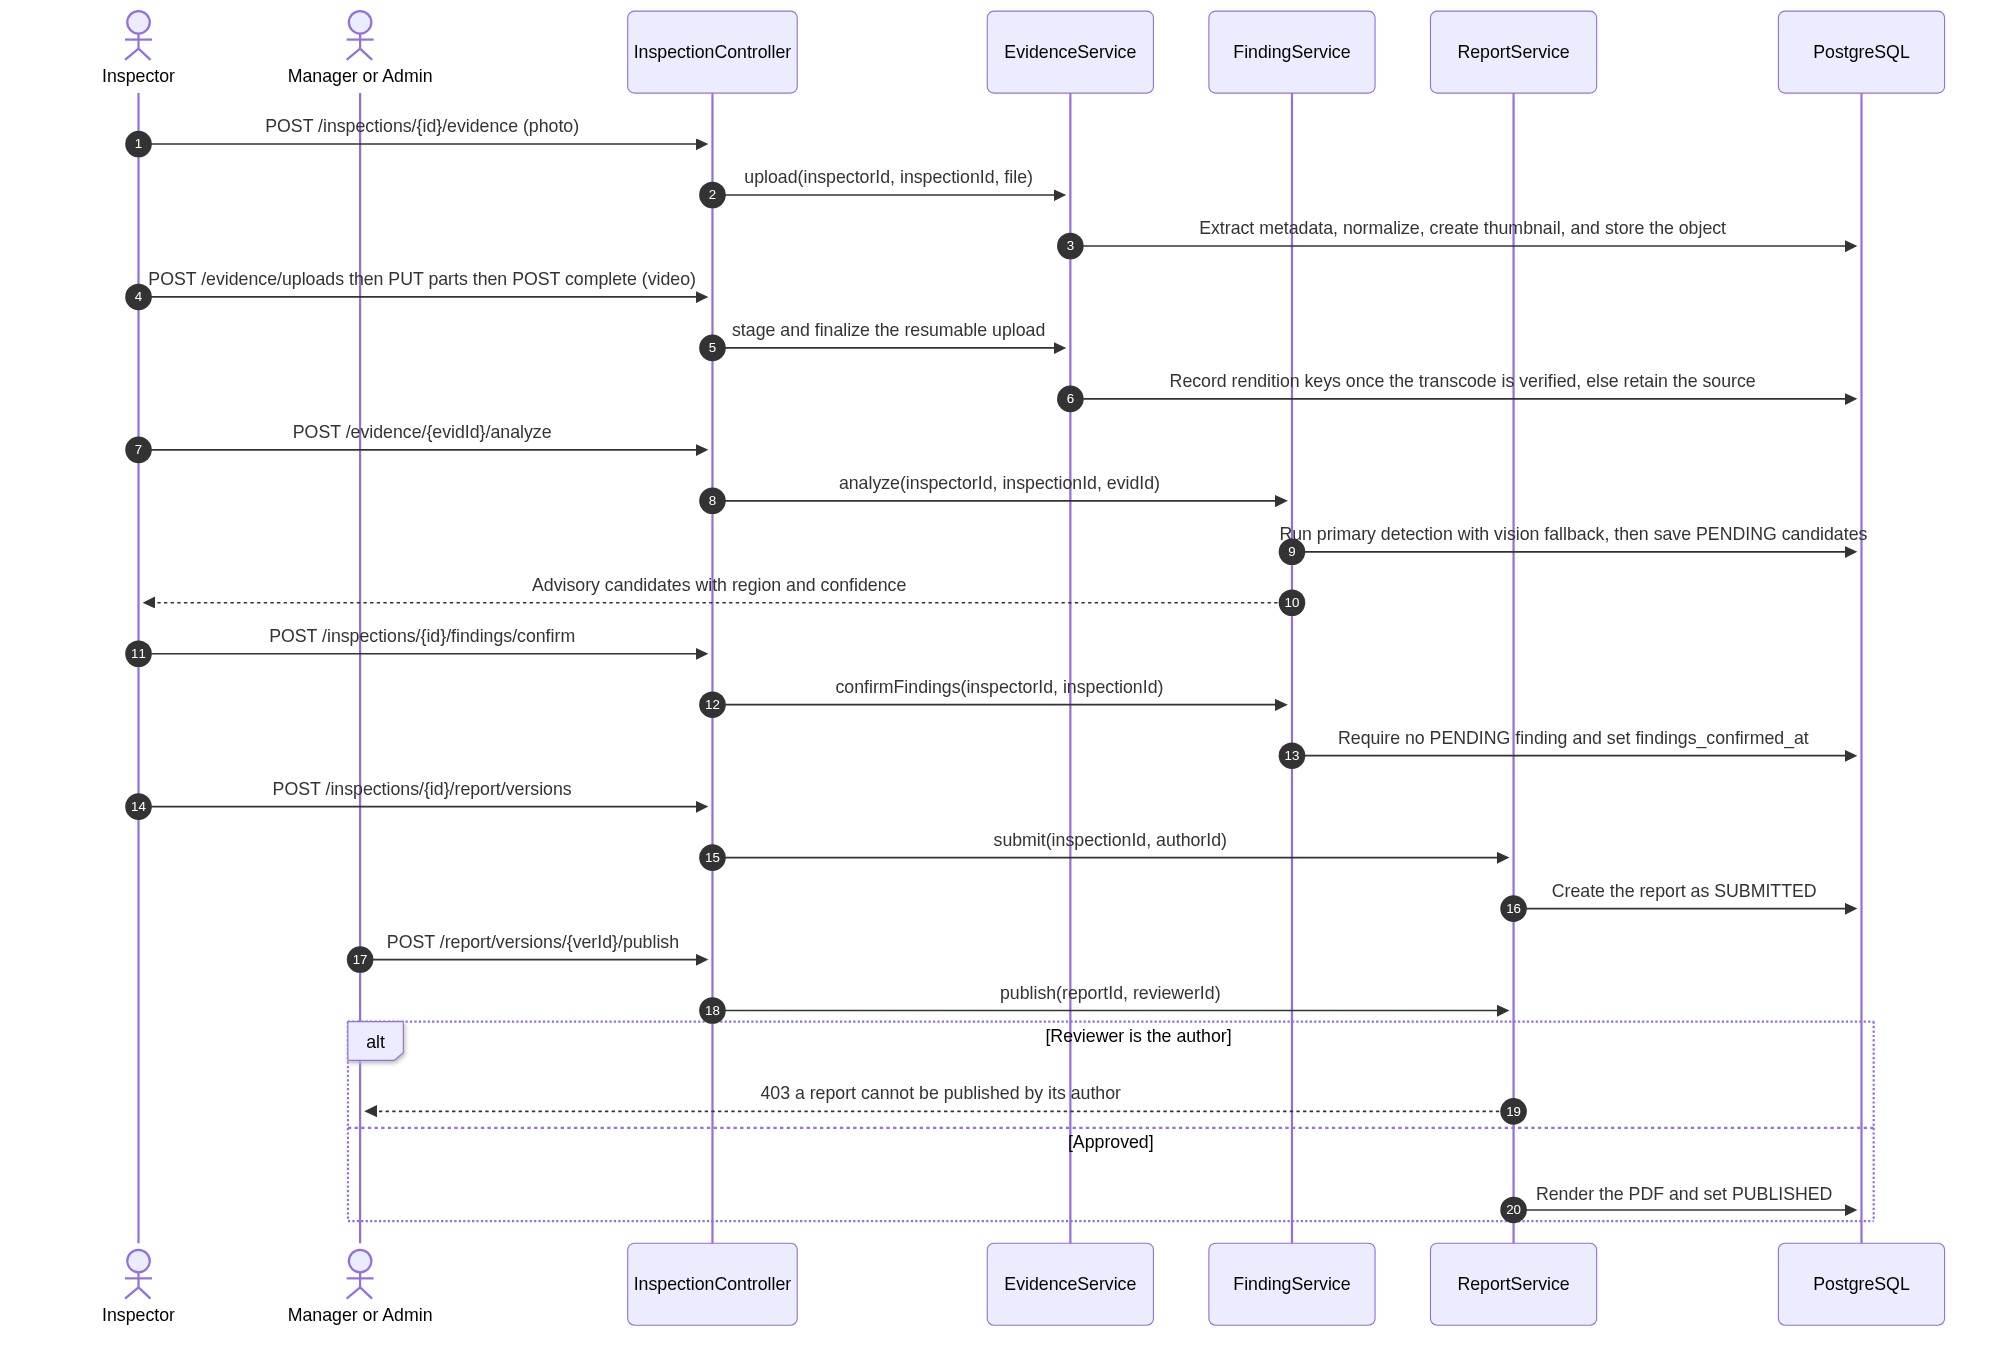 Inspector
Manager or Admin
InspectionController
EvidenceService
FindingService
ReportService
PostgreSQL
POST /inspections/{id}/evidence (photo)
1
upload(inspectorId, inspectionId, file)
2
Extract metadata, normalize, create thumbnail, and store the object
3
POST /evidence/uploads then PUT parts then POST complete (video)
4
stage and finalize the resumable upload
5
Record rendition keys once the transcode is verified, else retain the source
6
POST /evidence/{evidId}/analyze
7
analyze(inspectorId, inspectionId, evidId)
8
Run primary detection with vision fallback, then save PENDING candidates
9
Advisory candidates with region and confidence
10
POST /inspections/{id}/findings/confirm
11
confirmFindings(inspectorId, inspectionId)
12
Require no PENDING finding and set findings_confirmed_at
13
POST /inspections/{id}/report/versions
14
submit(inspectionId, authorId)
15
Create the report as SUBMITTED
16
POST /report/versions/{verId}/publish
17
publish(reportId, reviewerId)
18
alt
[Reviewer is the author]
403 a report cannot be published by its author
19
[Approved]
Render the PDF and set PUBLISHED
20
Inspector
Manager or Admin
InspectionController
EvidenceService
FindingService
ReportService
PostgreSQL